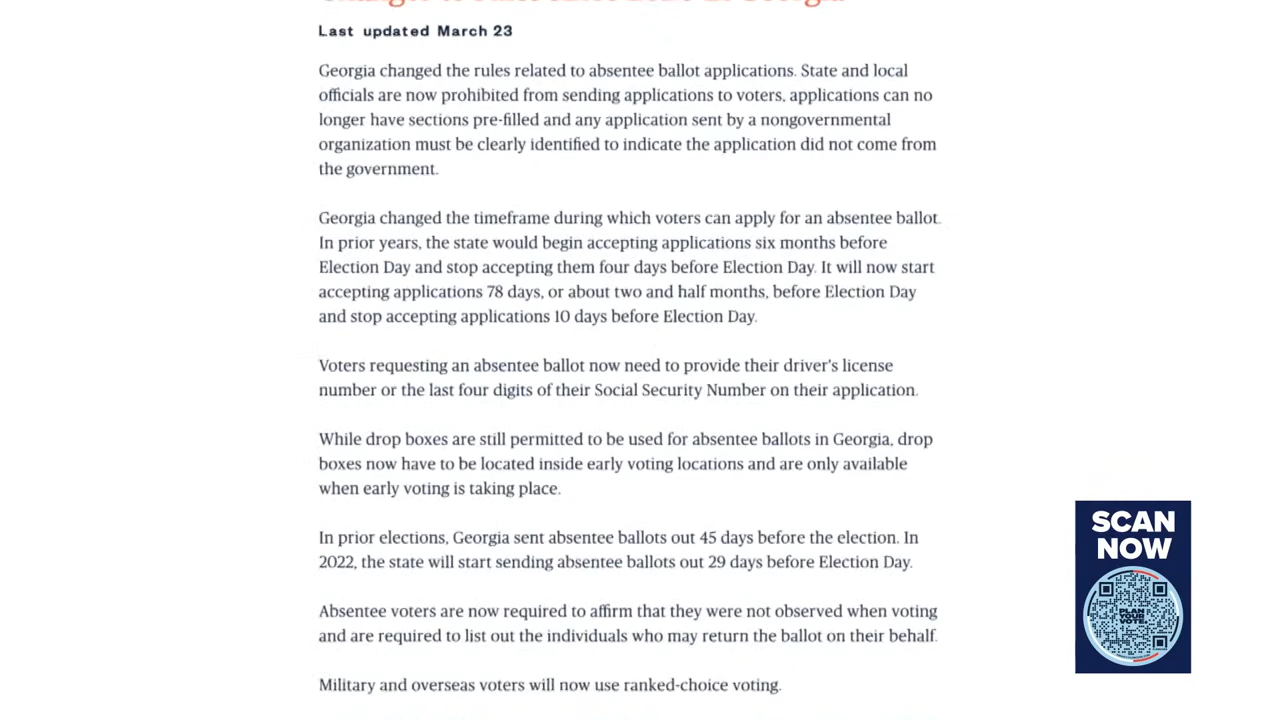 Last updated March 23
Georgia changed the rules related to absentee ballot applications. State and local
officials are now prohibited from sending applications to voters, applications can no
longer have sections pre-filled and any application sent by a nongovernmental
organization must be clearly identified to indicate the application did not come from
the government.
Georgia changed the timeframe during which voters can apply for an absentee ballot.
In prior years, the state would begin accepting applications six months before
Election Day and stop accepting them four days before Election Day. It will now start
accepting applications 78 days, or about two and half months, before Election Day
and stop accepting applications 10 days before Election Day.
Voters requesting an absentee ballot now need to provide their driver's license
number or the last four digits of their Social Security Number on their application.
While drop boxes are still permitted to be used for absentee ballots in Georgia, drop
boxes now have to be located inside early voting locations and are only available
when early voting is taking place.
In prior elections, Georgia sent absentee ballots out 45 days before the election. In
2022, the state will start sending absentee ballots out 29 days before Election Day.
Absentee voters are now required to affirm that they were not observed when voting
and are required to list out the individuals who may return the ballot on their behalf.
Military and overseas voters will now use ranked-choice voting.
SCAN
NOW
PLAN
YOUR
VOTE.